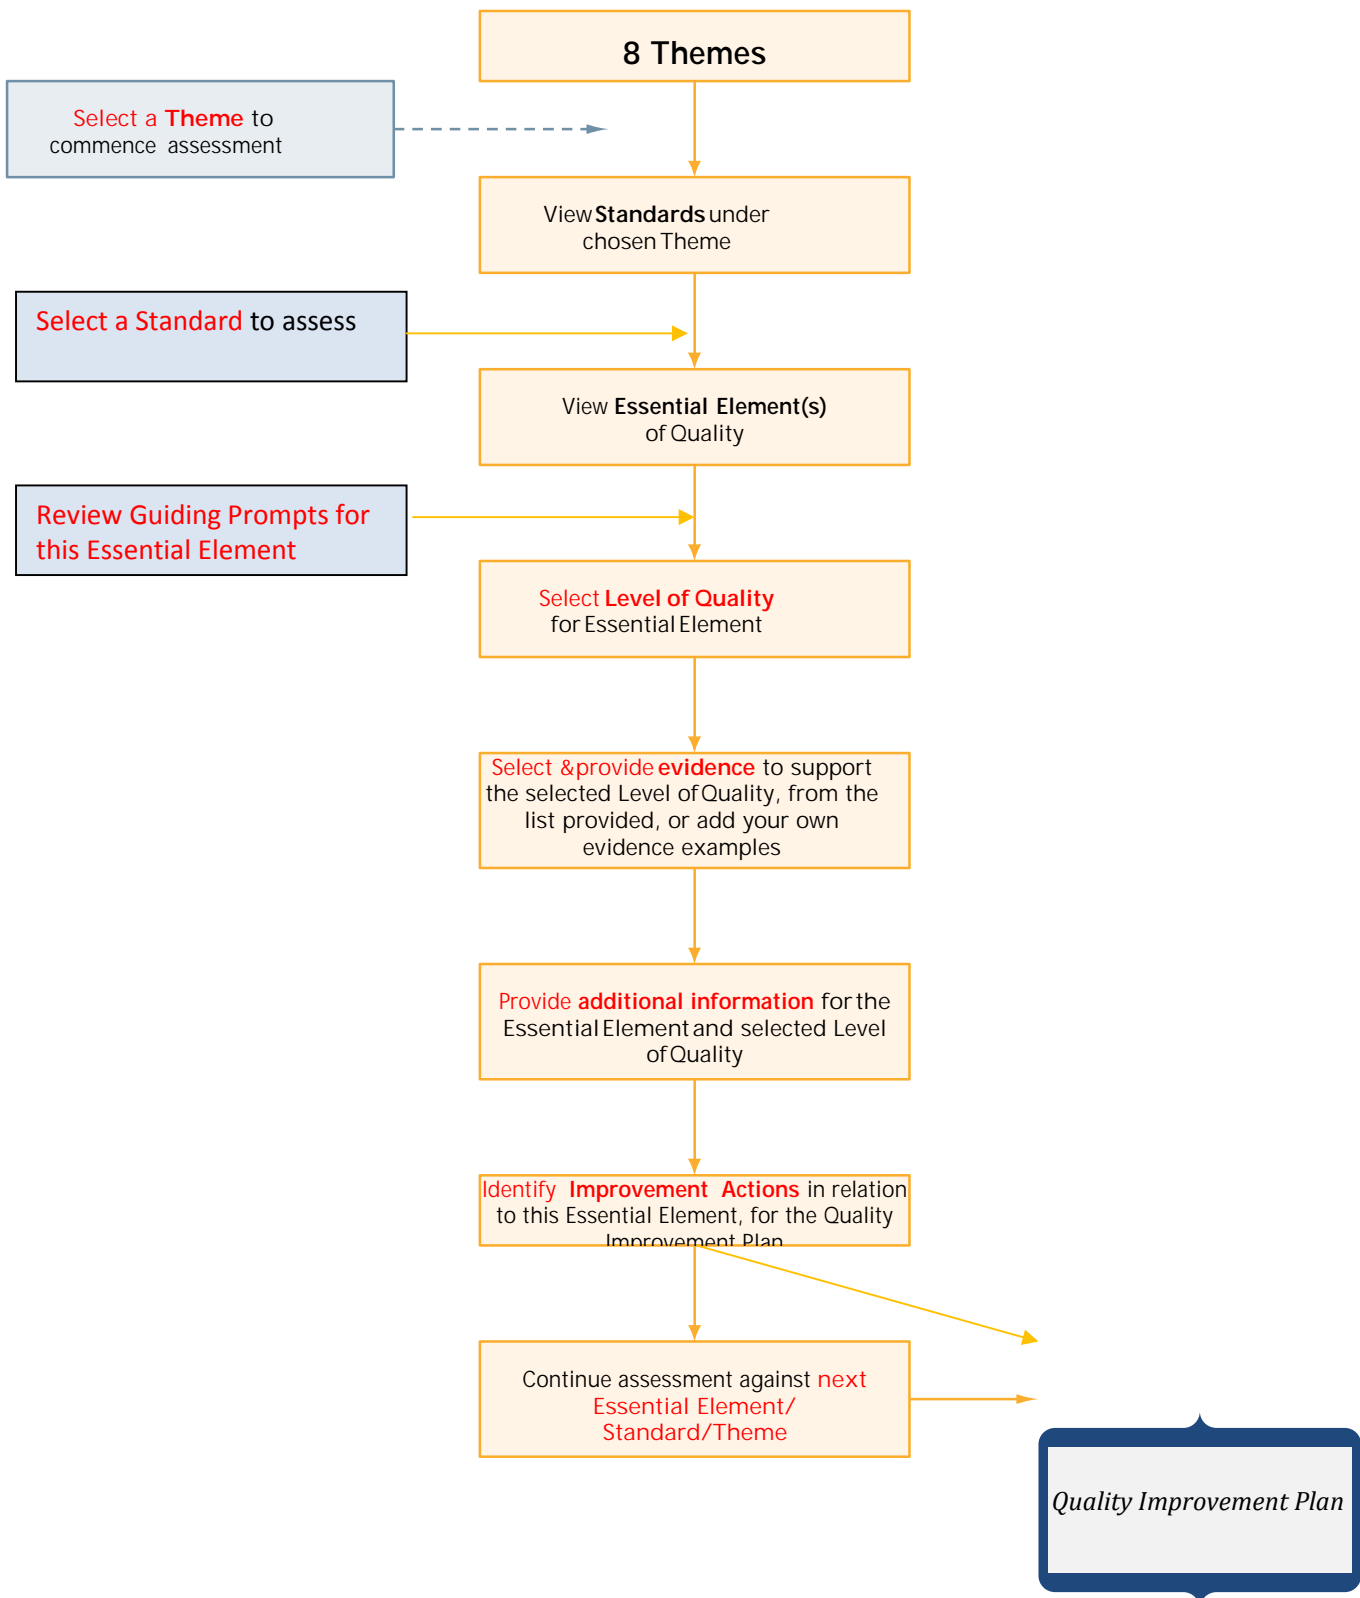 8 Themes
Select a Theme to
commence assessment
View Standards under
chosen Theme
Select a Standard to assess
View Essential Element(s)
of Quality
Review Guiding Prompts for
this Essential Element
Select Level of Quality
for Essential Element
Select & provide evidence to support
the selected Level of Quality, from the
list provided, or add your own
evidence examples
Provide additional information for the
Essential Element and selected Level
of Quality
Identify Improvement Actions in relation
to this Essential Element, for the Quality
Improvement Plan
Continue assessment against next
Essential Element/
Standard/Theme
Quality Improvement Plan